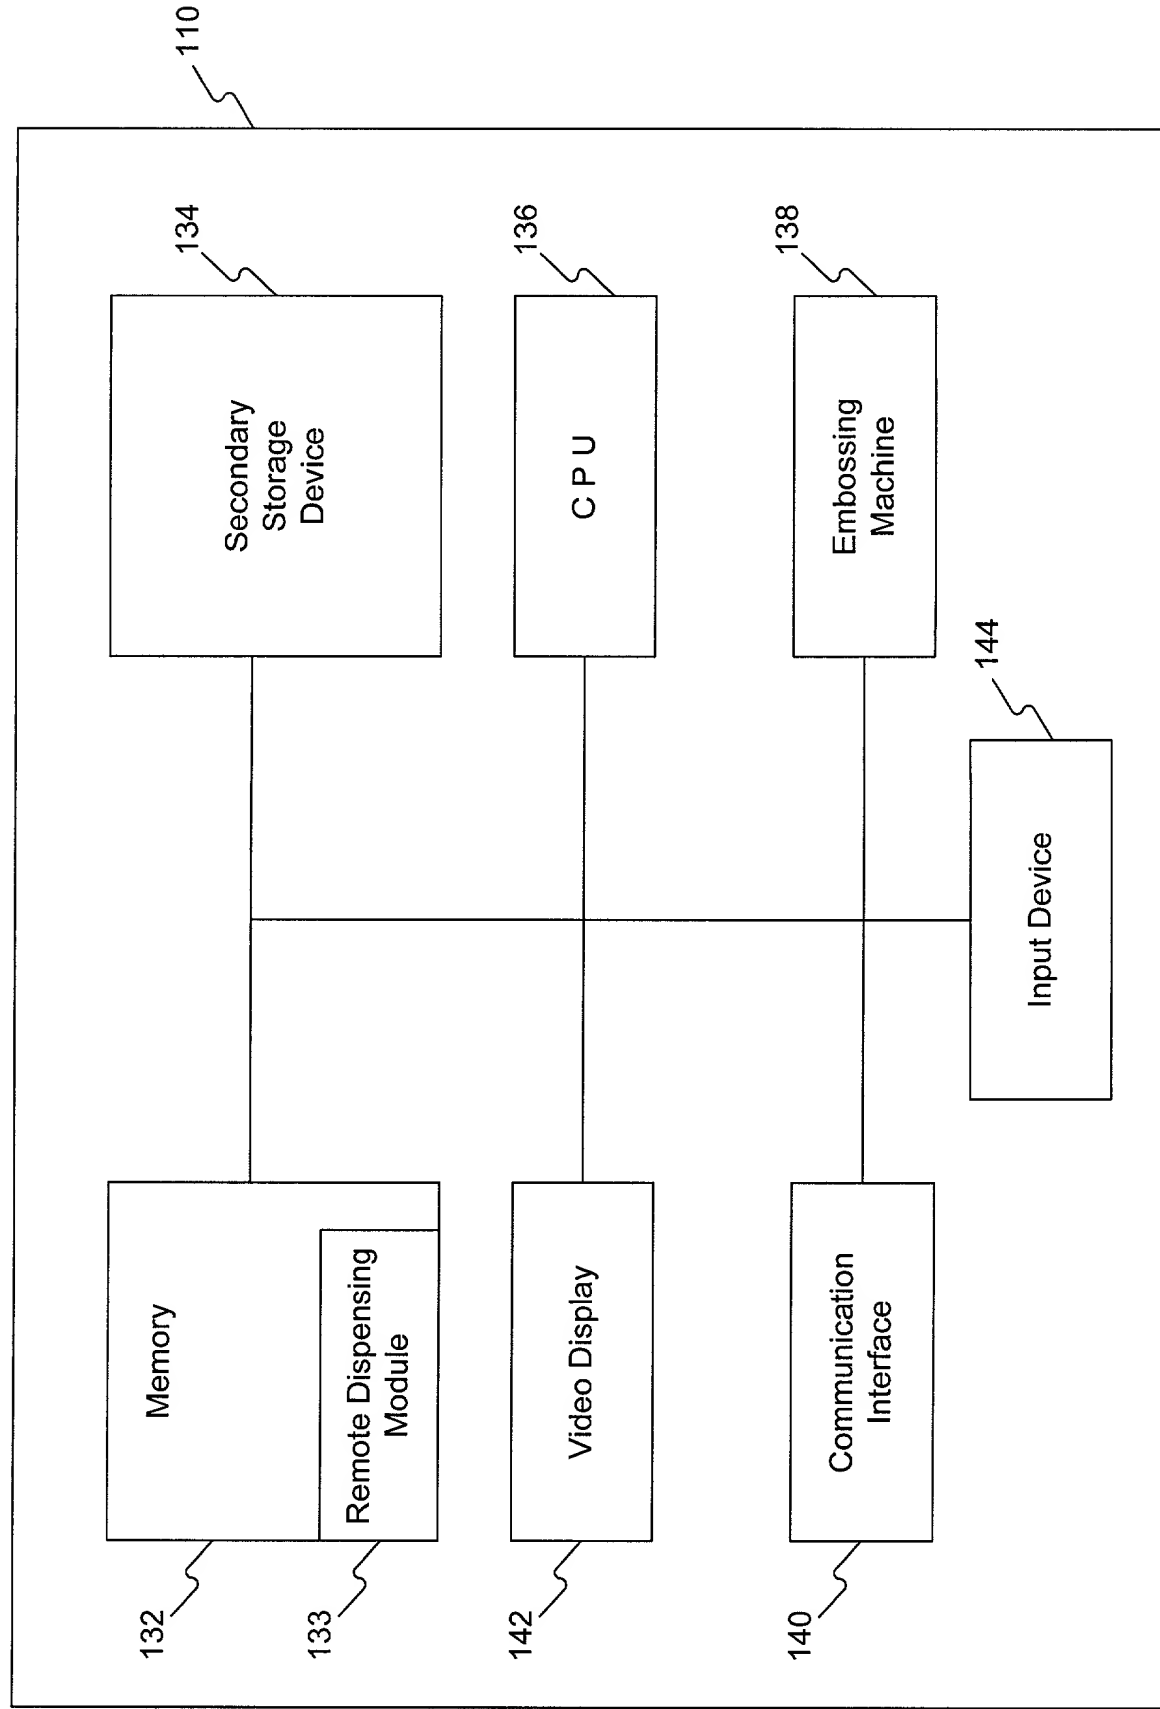 110
132
Memory
133
Remote Dispensing
Module
134
Secondary
Storage
Device
142
Video Display
136
C P U
140
Communication
Interface
138
Embossing
Machine
144
Input Device